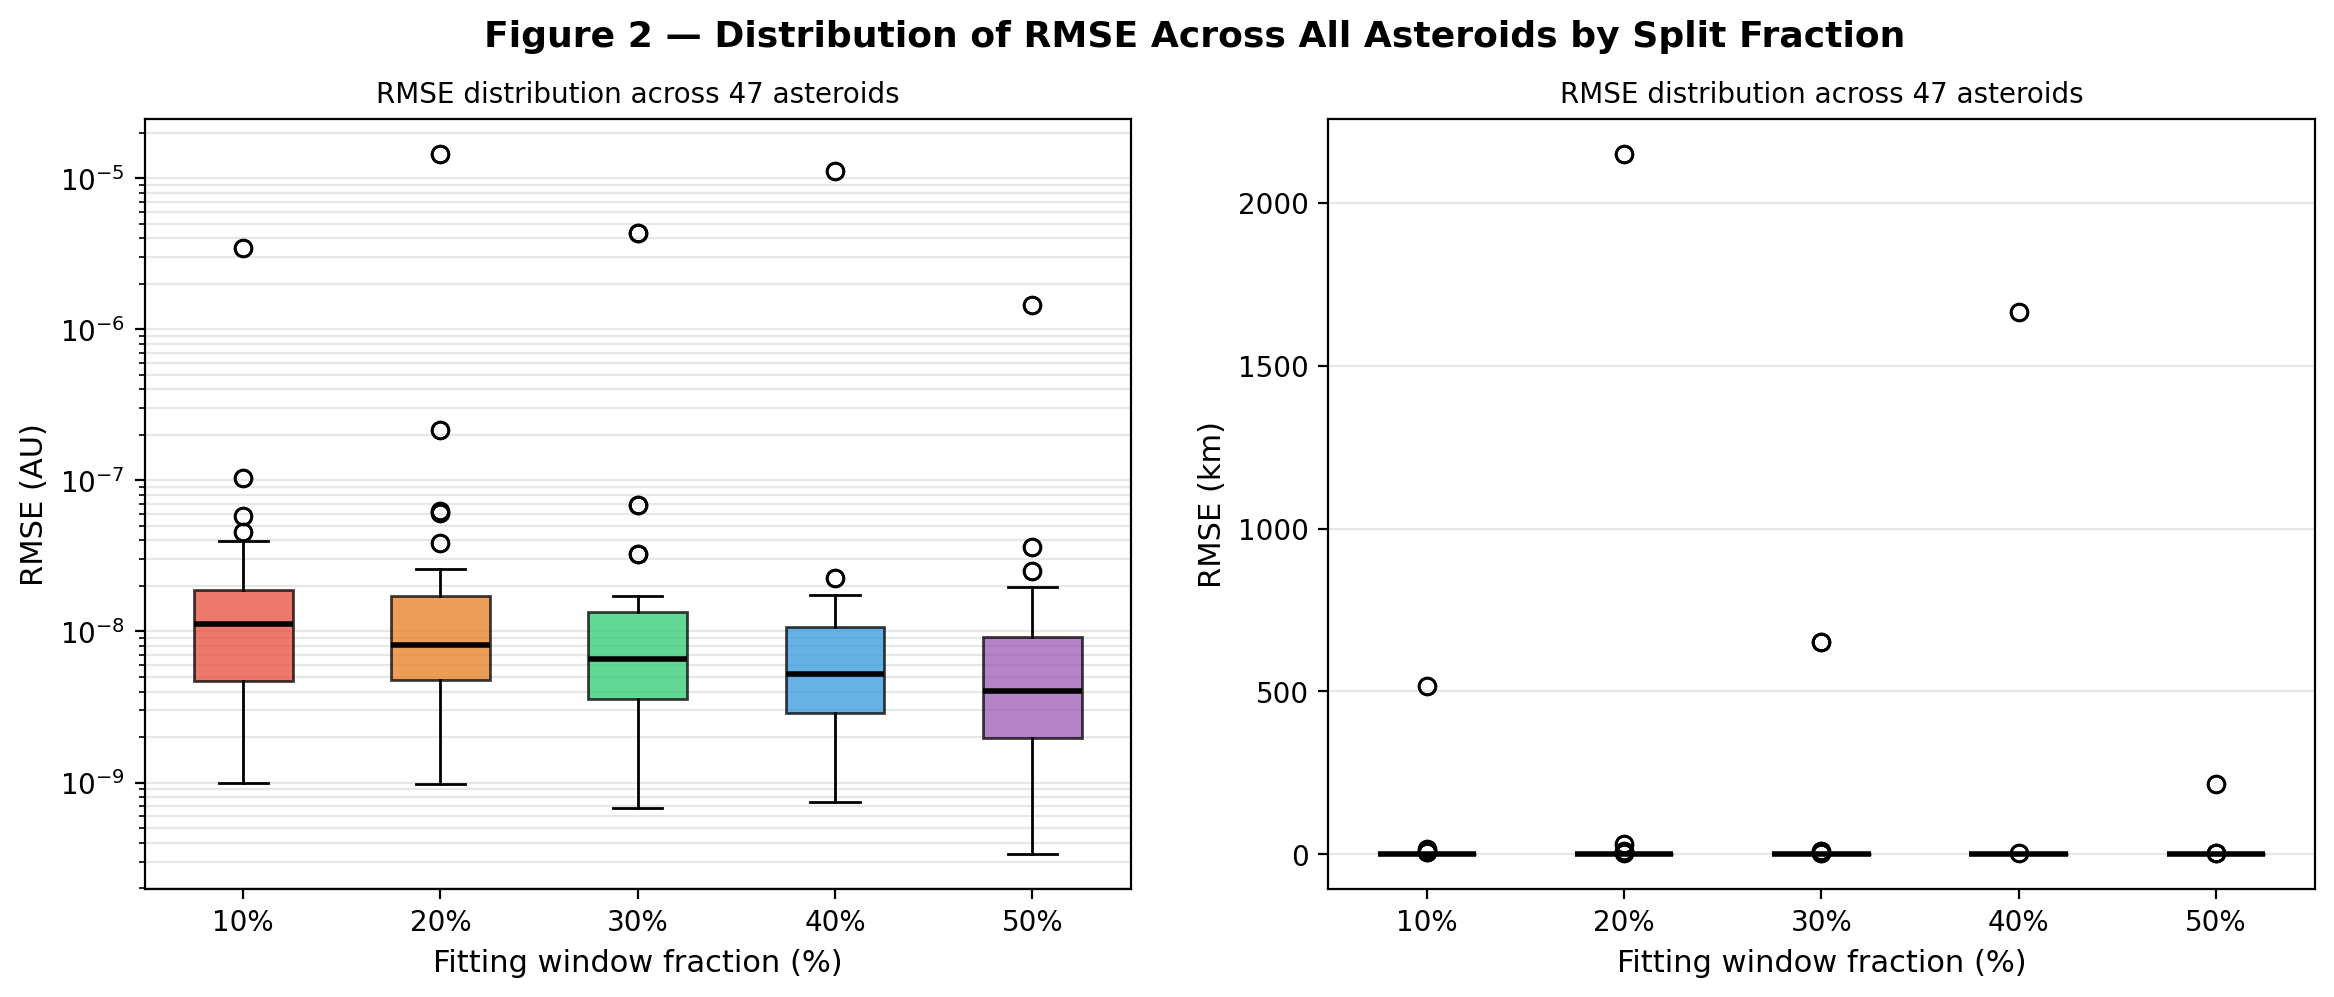 Figure 2 — Distribution of RMSE Across All Asteroids by Split Fraction
RMSE distribution across 47 asteroids
RMSE (AU)
10⁻⁵
10⁻⁶
10⁻⁷
10⁻⁸
10⁻⁹
10% 20% 30% 40% 50%
Fitting window fraction (%)
RMSE distribution across 47 asteroids
RMSE (km)
2000
1500
1000
500
0
10% 20% 30% 40% 50%
Fitting window fraction (%)